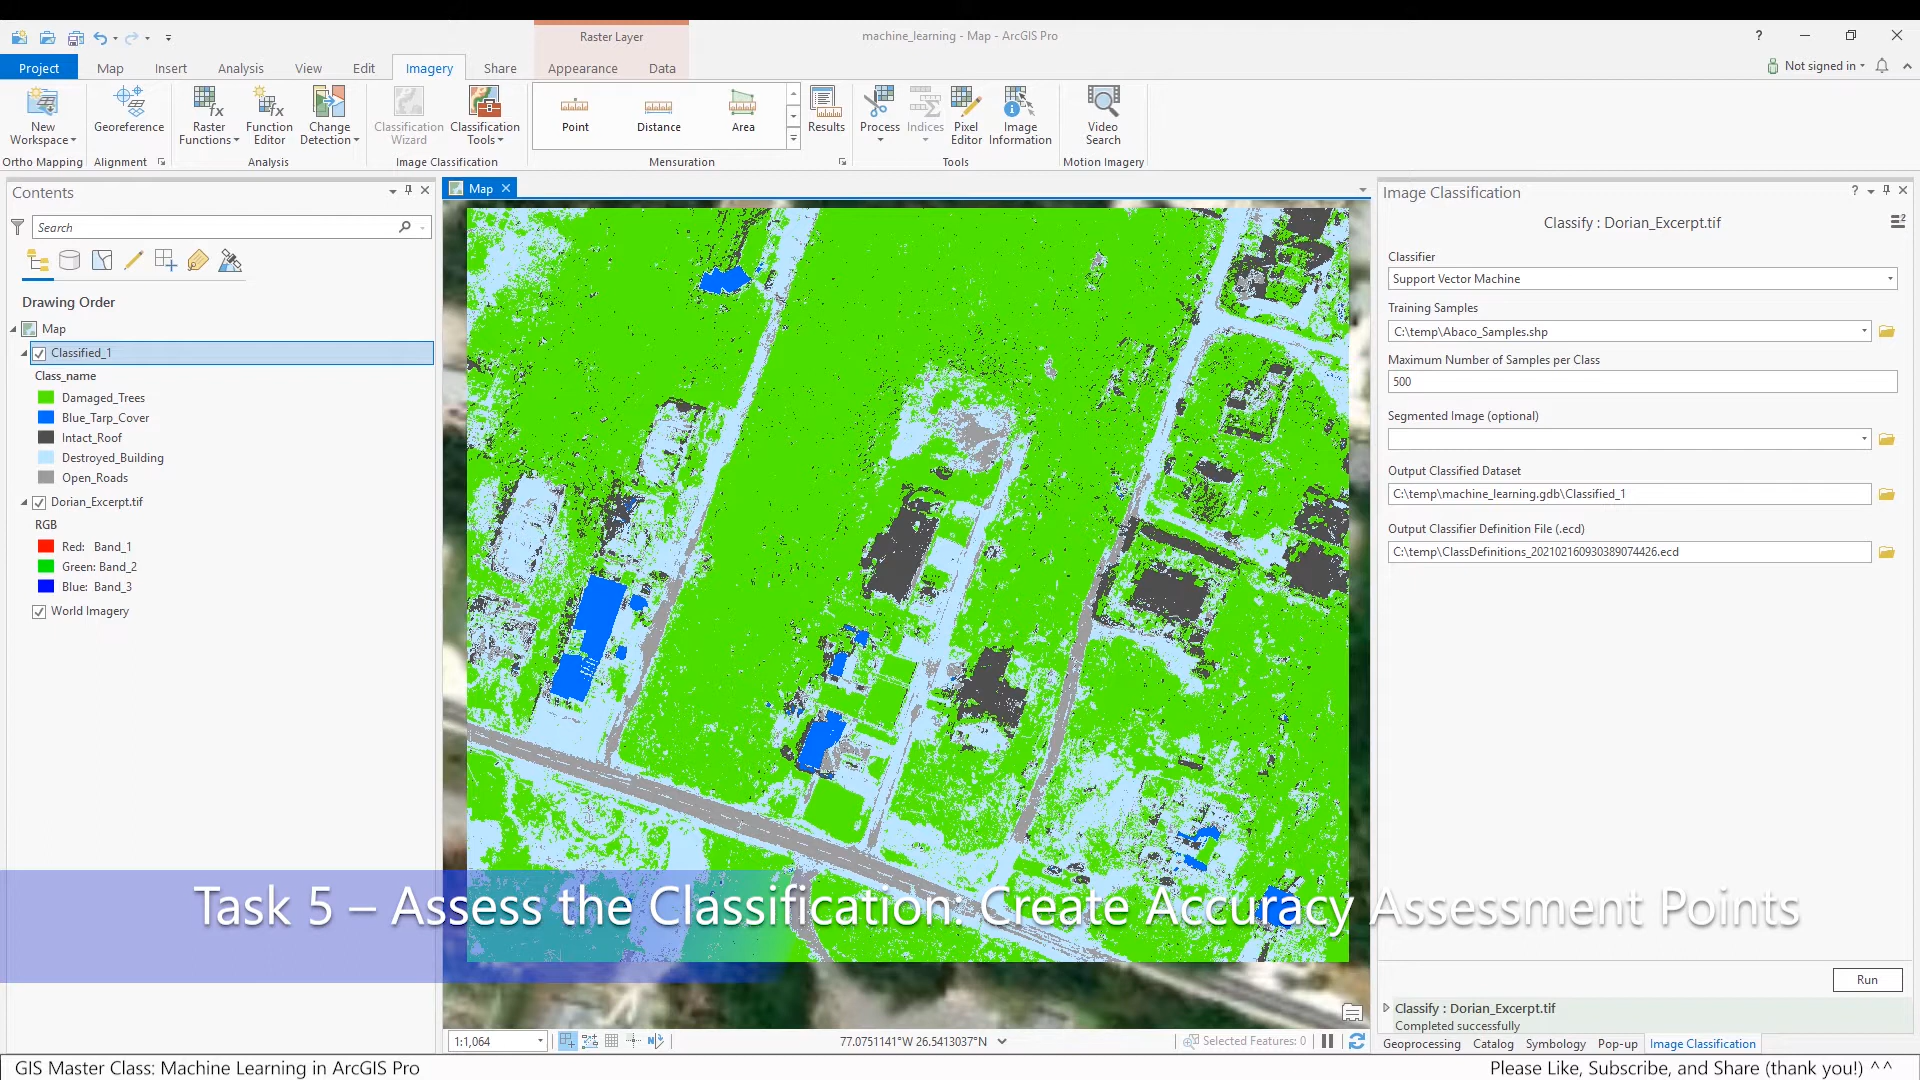 Raster Layer
machine_learning - Map - ArcGIS Pro
?
Project Map Insert Analysis View Edit Imagery Share Appearance Data
Not signed in
New Workspace
Georeference
Raster Functions
Function Editor
Change Detection
Classification Wizard
Classification Tools
Point
Distance
Area
Results
Process
Indices
Pixel Editor
Image Information
Video Search
Ortho Mapping Alignment Analysis Image Classification Mensuration Tools Motion Imagery
Contents
Search
Drawing Order
Map
Classified_1
Class_name
Damaged_Trees
Blue_Tarp_Cover
Intact_Roof
Destroyed_Building
Open_Roads
Dorian_Excerpt.tif
RGB
Red: Band_1
Green: Band_2
Blue: Band_3
World Imagery
Map
Image Classification
?
Classify : Dorian_Excerpt.tif
2
Classifier
Support Vector Machine
Training Samples
C:\temp\Abaco_Samples.shp
Maximum Number of Samples per Class
500
Segmented Image (optional)
Output Classified Dataset
C:\temp\machine_learning.gdb\Classified_1
Output Classifier Definition File (.ecd)
C:\temp\ClassDefinitions_202102160930389074426.ecd
Task 5 – Assess the Classification: Create Accuracy Assessment Points
Run
Classify : Dorian_Excerpt.tif
Completed successfully
1:1,064
77.0751141°W 26.5413037°N
Selected Features: 0
Geoprocessing Catalog Symbology Pop-up Image Classification
GIS Master Class: Machine Learning in ArcGIS Pro
Please Like, Subscribe, and Share (thank you!) ^^